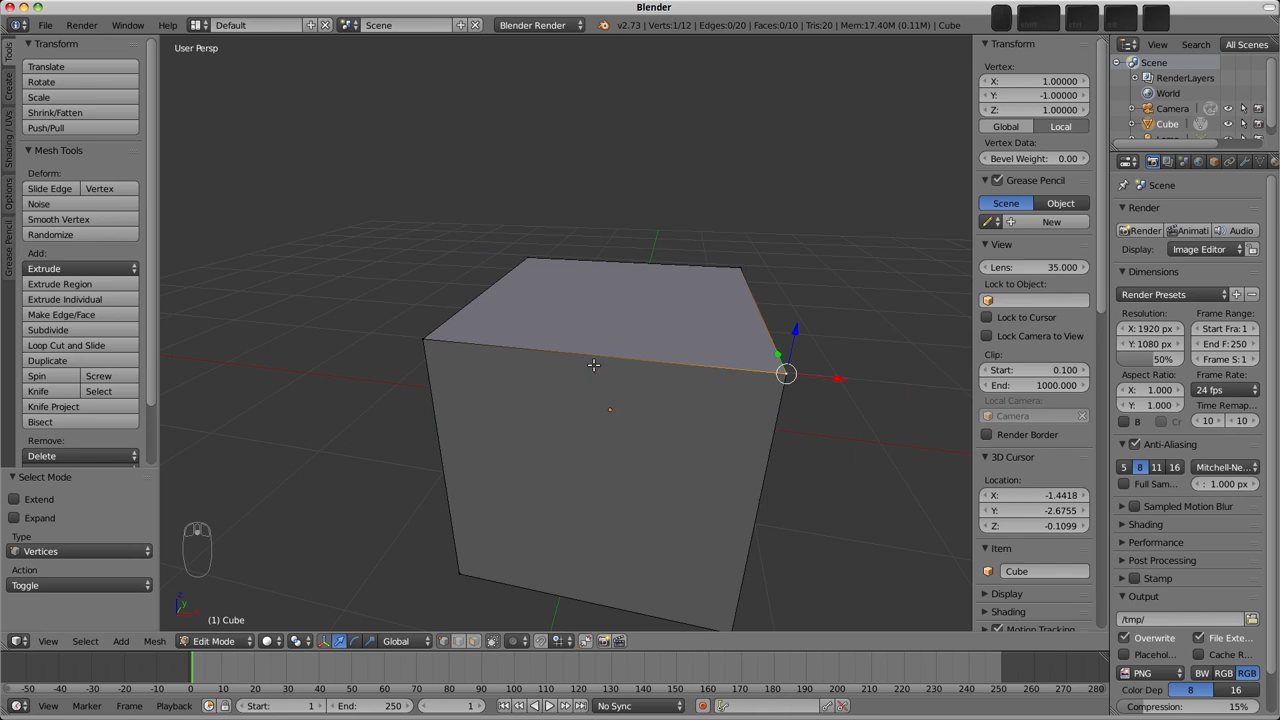 Blender
File Render Window Help Default Scene Blender Render v2.73 | Verts:1/12 | Edges:0/20 | Faces:0/10 | Tris:20 | Mem:17.40M (0.11M) | Cube
Tools
Create
Shading / UVs
Options
Grease Pencil
Transform
Translate
Rotate
Scale
Shrink/Fatten
Push/Pull
Mesh Tools
Deform:
Slide Edge Vertex
Noise
Smooth Vertex
Randomize
Add:
Extrude
Extrude Region
Extrude Individual
Make Edge/Face
Subdivide
Loop Cut and Slide
Duplicate
Spin Screw
Knife Select
Knife Project
Bisect
Remove:
Delete
Select Mode
Extend
Expand
Type
Vertices
Action
Toggle
User Persp
(1) Cube
Transform
Vertex:
X: 1.00000
Y: -1.00000
Z: 1.00000
Global Local
Vertex Data:
Bevel Weight: 0.00
Grease Pencil
Scene Object
New
View
Lens: 35.000
Lock to Object:
Lock to Cursor
Lock Camera to View
Clip:
Start: 0.100
End: 1000.000
Local Camera:
Camera
Render Border
3D Cursor
Location:
X: -1.4418
Y: -2.6755
Z: -0.1099
Item
Cube
Display
Shading
Motion Tracking
View Search All Scenes
Scene
RenderLayers
World
Camera
Cube
Scene
Render
Render Animati Audio
Display: Image Editor
Dimensions
Render Presets
Resolution: Frame Range:
X: 1920 px Start Fra: 1
Y: 1080 px End F: 250
50% Frame S: 1
Aspect Ratio: Frame Rate:
X: 1.000 24 fps
Y: 1.000 Time Remap...
B Cr 10 10
Anti-Aliasing
5 8 11 16 Mitchell-Ne...
Full Sam... : 1.000 px
Sampled Motion Blur
Shading
Performance
Post Processing
Stamp
Output
/tmp/
Overwrite File Exte...
Placehol... Cache R...
PNG BW RGB RGB
Color Dep 8 16
Compression: 15%
View Select Add Mesh Edit Mode Global
-50 -40 -30 -20 -10 0 10 20 30 40 50 60 70 80 90 100 110 120 130 140 150 160 170 180 190 200 210 220 230 240 250 260 270 280
View Marker Frame Playback Start: 1 End: 250 1 No Sync